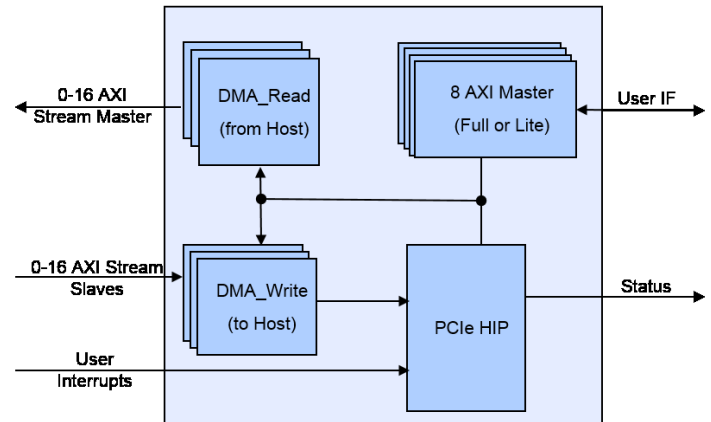 0-16 AXI
Stream Master
DMA_Read
(from Host)
8 AXI Master
(Full or Lite)
User IF
0-16 AXI Stream
Slaves
DMA_Write
(to Host)
PCIe HIP
Status
User
Interrupts